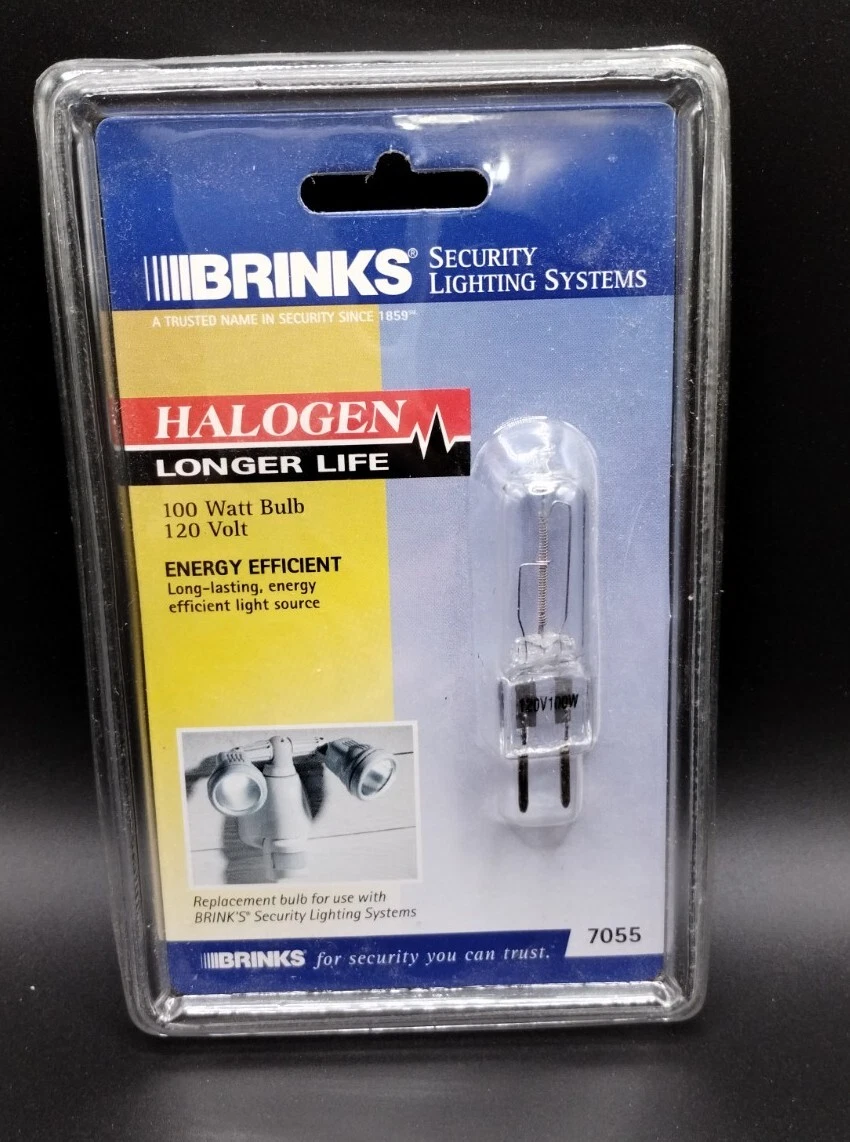 BRINKS® SECURITY
LIGHTING SYSTEMS
A TRUSTED NAME IN SECURITY SINCE 1859℠
HALOGEN
LONGER LIFE
100 Watt Bulb
120 Volt
ENERGY EFFICIENT
Long-lasting, energy
efficient light source
120V100W
Replacement bulb for use with
BRINK'S® Security Lighting Systems
7055
BRINKS for security you can trust.